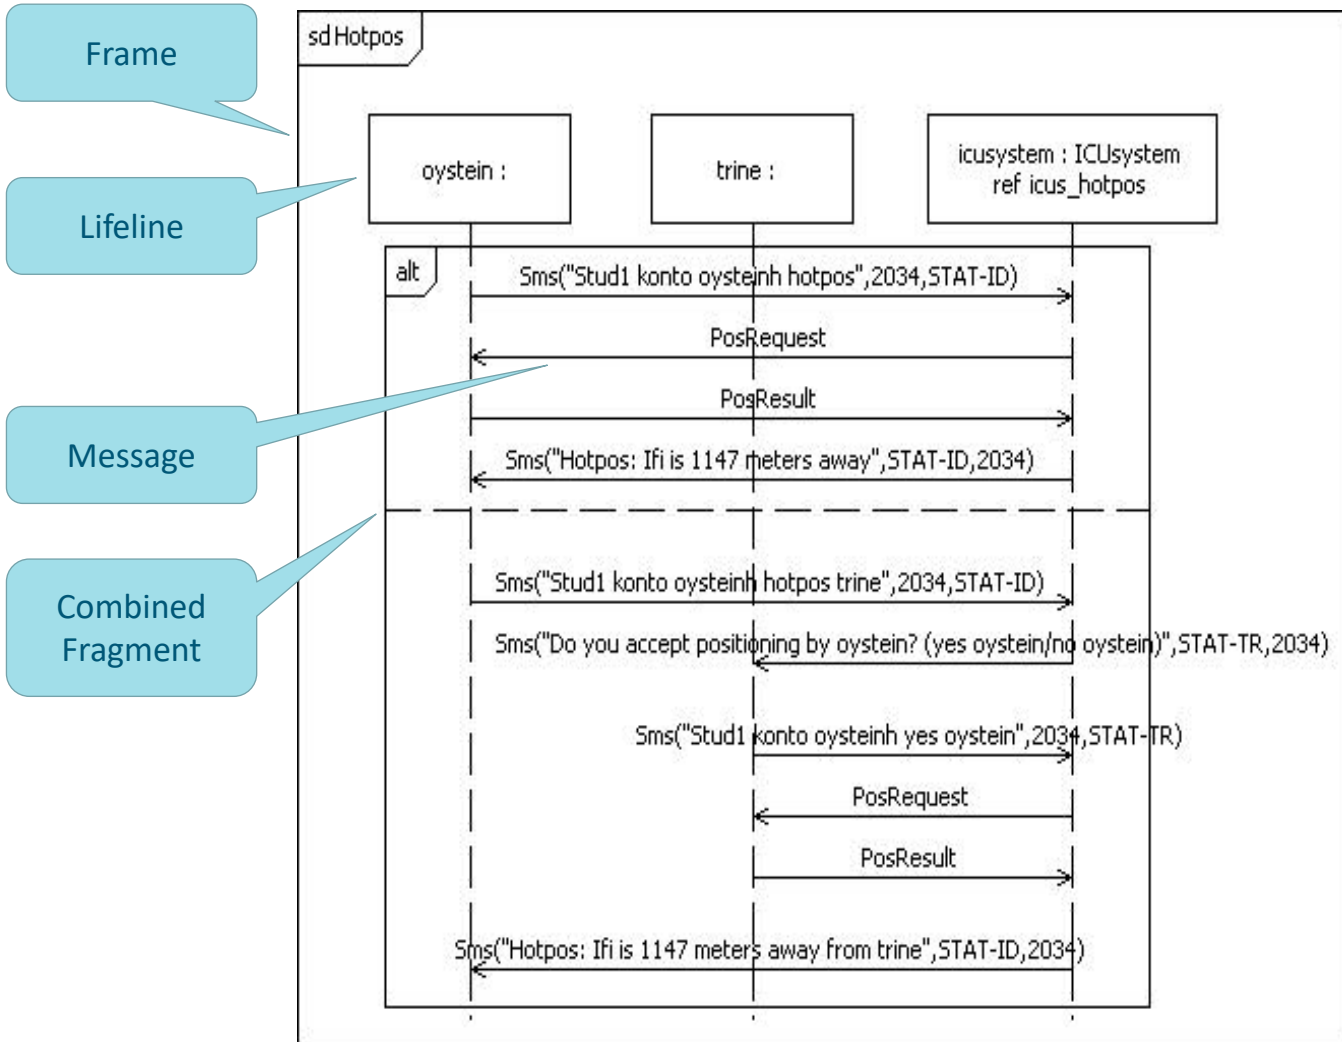 Frame
sd Hotpos
oystein :
trine :
icusystem : ICUsystem
ref icus_hotpos
Lifeline
alt
Sms("Stud1 konto oysteinh hotpos",2034,STAT-ID)
PosRequest
PosResult
Message
Sms("Hotpos: Ifi is 1147 meters away",STAT-ID,2034)
Combined
Fragment
Sms("Stud1 konto oysteinh hotpos trine",2034,STAT-ID)
Sms("Do you accept positioning by oystein? (yes oystein/no oystein)",STAT-TR,2034)
Sms("Stud1 konto oysteinh yes oystein",2034,STAT-TR)
PosRequest
PosResult
Sms("Hotpos: Ifi is 1147 meters away from trine",STAT-ID,2034)